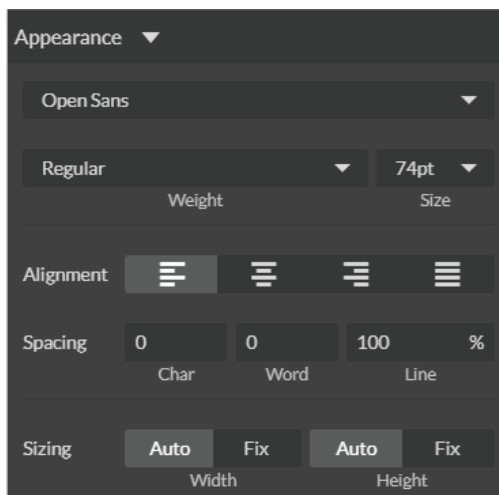 Appearance
Open Sans
Regular 74pt
Weight Size
Alignment
Spacing 0 0 100 %
Char Word Line
Sizing Auto Fix Auto Fix
Width Height